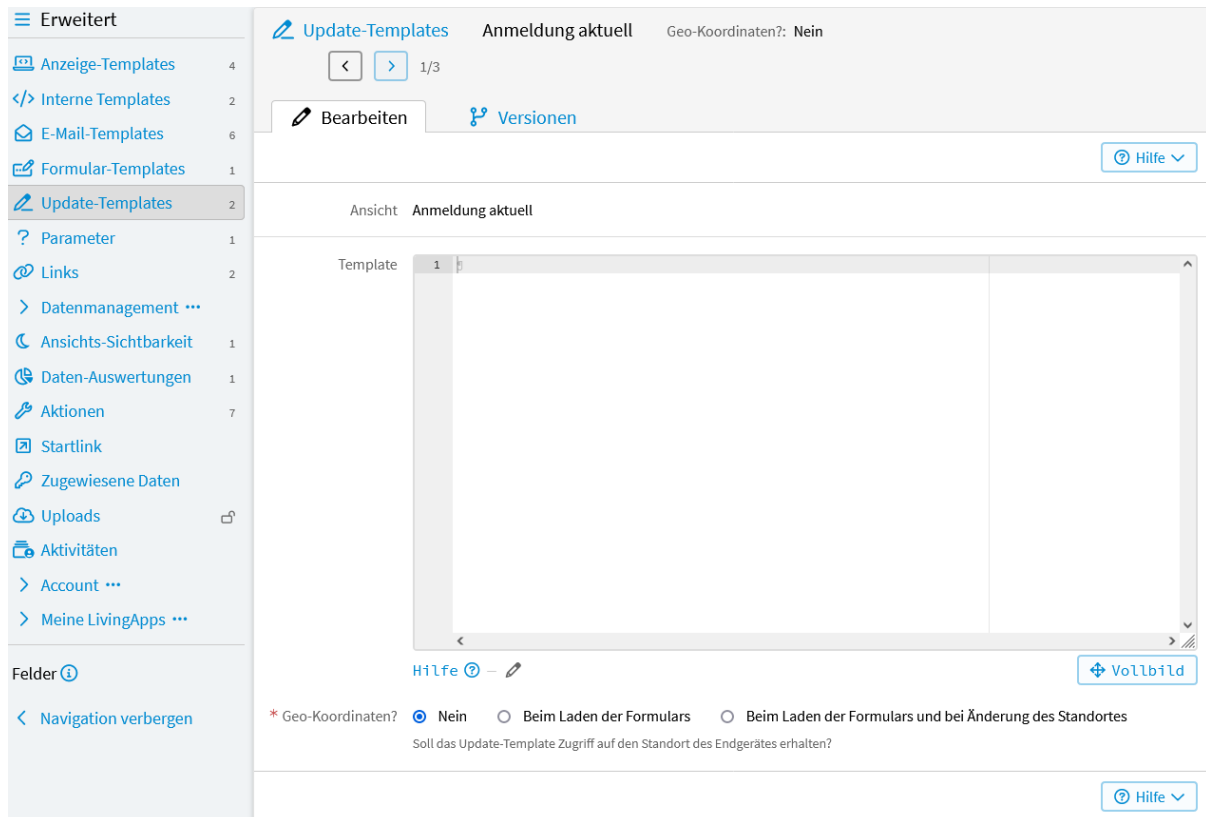 Erweitert
Anzeige-Templates 4
Interne Templates 2
E-Mail-Templates 6
Formular-Templates 1
Update-Templates 2
Parameter 1
Links 2
Datenmanagement •••
Ansichts-Sichtbarkeit 1
Daten-Auswertungen 1
Aktionen 7
Startlink
Zugewiesene Daten
Uploads
Aktivitäten
Account •••
Meine LivingApps •••
Felder
Navigation verbergen
Update-Templates Anmeldung aktuell Geo-Koordinaten?: Nein
1/3
Bearbeiten Versionen
Hilfe
Ansicht Anmeldung aktuell
Template 1 ¶
Hilfe – Vollbild
* Geo-Koordinaten? Nein Beim Laden der Formulars Beim Laden der Formulars und bei Änderung des Standortes
Soll das Update-Template Zugriff auf den Standort des Endgerätes erhalten?
Hilfe